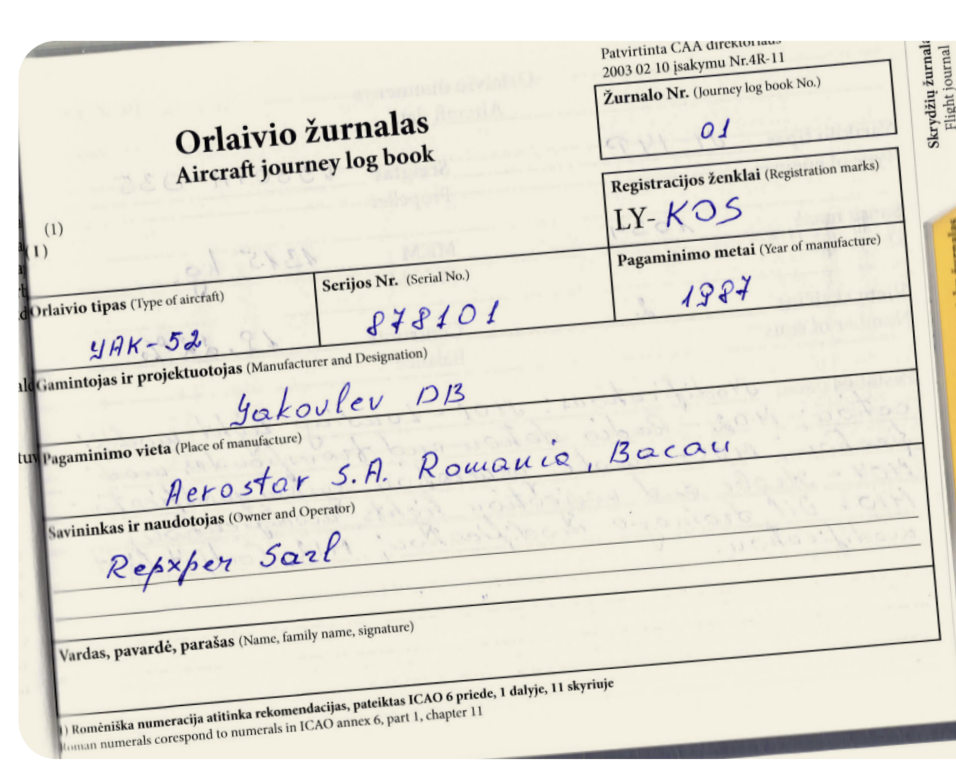 Patvirtinta CAA direktoriaus
2003 02 10 įsakymu Nr.4R-11
Žurnalo Nr. (Journey log book No.)
01
Orlaivio žurnalas
Aircraft journey log book
Registracijos ženklai (Registration marks)
LY-KOS
(1)
(1)
Orlaivio tipas (Type of aircraft)
YAK-52
Serijos Nr. (Serial No.)
878101
Pagaminimo metai (Year of manufacture)
1987
Gamintojas ir projektuotojas (Manufacturer and Designation)
Yakovlev DB
Pagaminimo vieta (Place of manufacture)
Aerostar S.A. Romania, Bacau
Savininkas ir naudotojas (Owner and Operator)
Repxper Sarl
Vardas, pavardė, parašas (Name, family name, signature)
) Romėniška numeracija atitinka rekomendacijas, pateiktas ICAO 6 priede, 1 dalyje, 11 skyriuje
Roman numerals corespond to numerals in ICAO annex 6, part 1, chapter 11
Skrydžių žurnalas
Flight journal